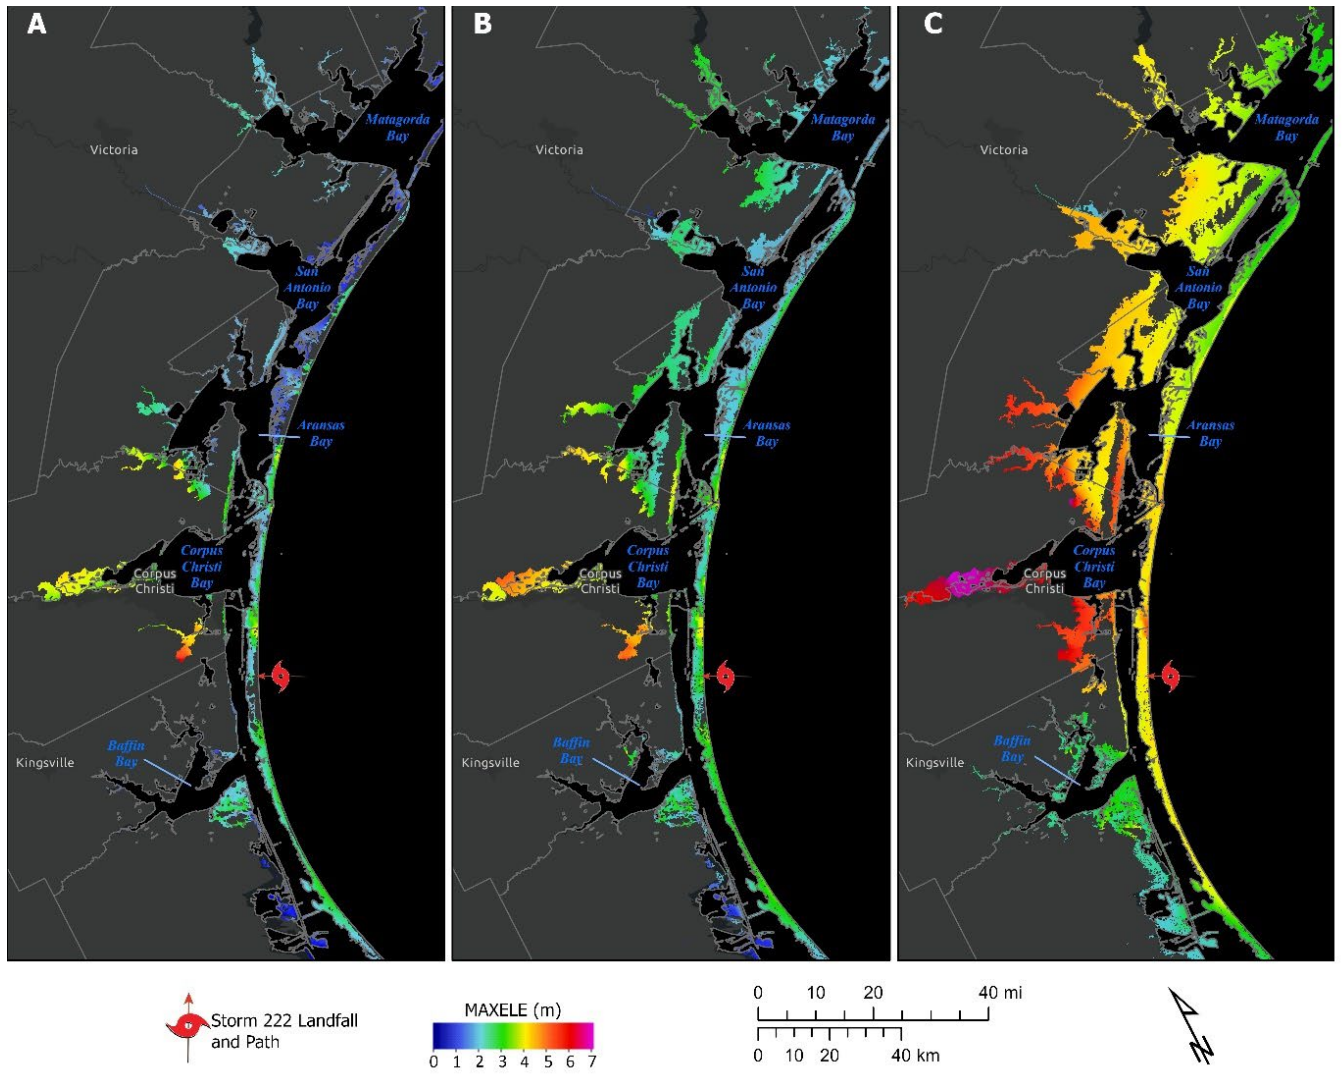 A
Matagorda
Bay
Victoria
San
Antonio
Bay
Aransas
Bay
Corpus
Christi
Bay
Corpus
Christi
Baffin
Bay
Kingsville
B
Matagorda
Bay
Victoria
San
Antonio
Bay
Aransas
Bay
Corpus
Christi
Bay
Corpus
Christi
Baffin
Bay
Kingsville
C
Matagorda
Bay
Victoria
San
Antonio
Bay
Aransas
Bay
Corpus
Christi
Bay
Corpus
Christi
Baffin
Bay
Kingsville
Storm 222 Landfall
and Path
MAXELE (m)
0 1 2 3 4 5 6 7
0 10 20 40 mi
0 10 20 40 km
N